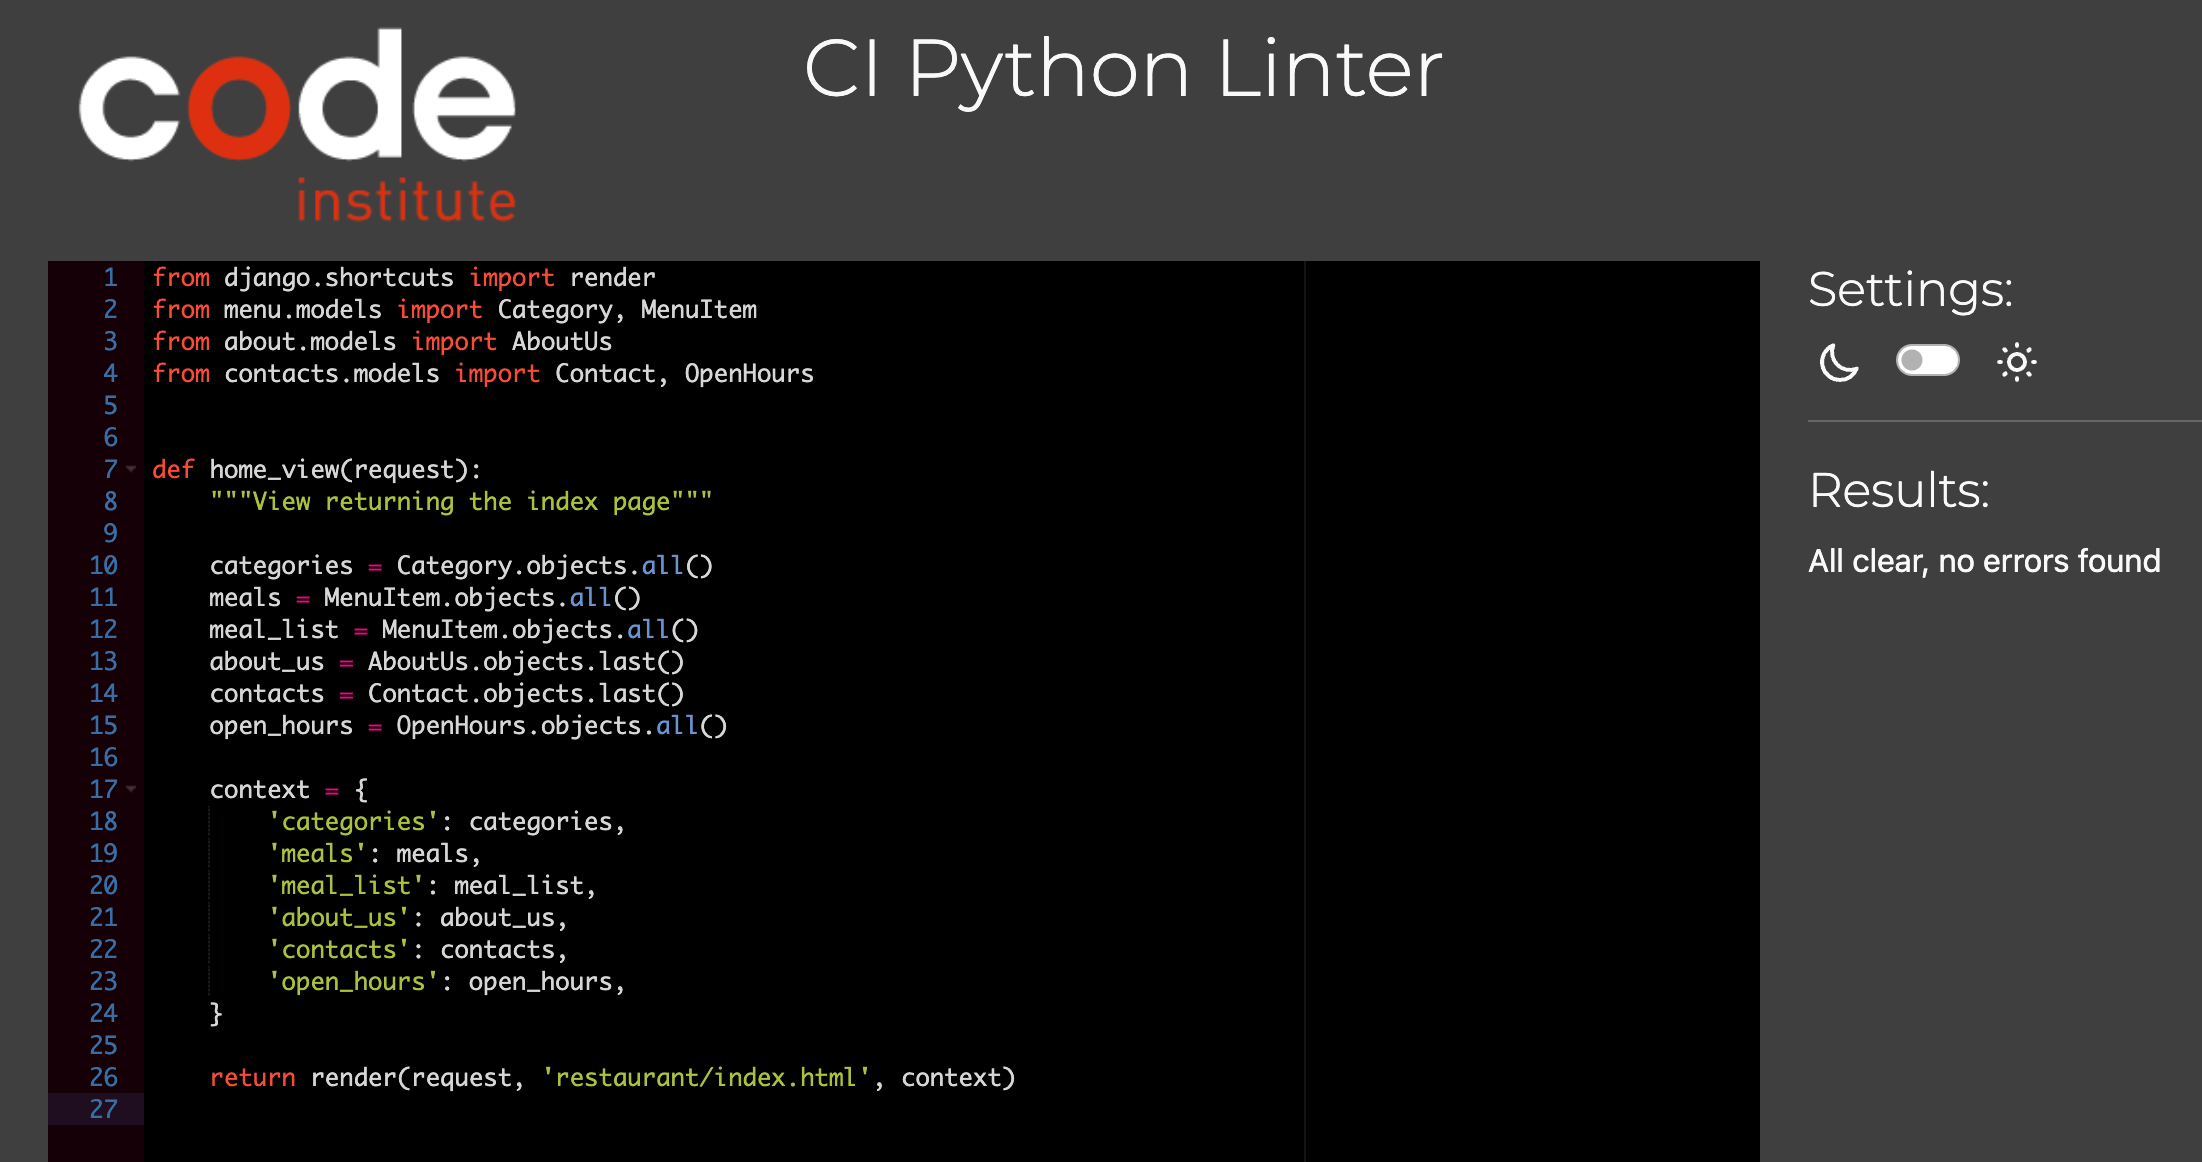 code
institute
CI Python Linter
1 from django.shortcuts import render
2 from menu.models import Category, MenuItem
3 from about.models import AboutUs
4 from contacts.models import Contact, OpenHours
5
6
7 def home_view(request):
8     """View returning the index page"""
9
10     categories = Category.objects.all()
11     meals = MenuItem.objects.all()
12     meal_list = MenuItem.objects.all()
13     about_us = AboutUs.objects.last()
14     contacts = Contact.objects.last()
15     open_hours = OpenHours.objects.all()
16
17     context = {
18         'categories': categories,
19         'meals': meals,
20         'meal_list': meal_list,
21         'about_us': about_us,
22         'contacts': contacts,
23         'open_hours': open_hours,
24     }
25
26     return render(request, 'restaurant/index.html', context)
27
Settings:
Results:
All clear, no errors found